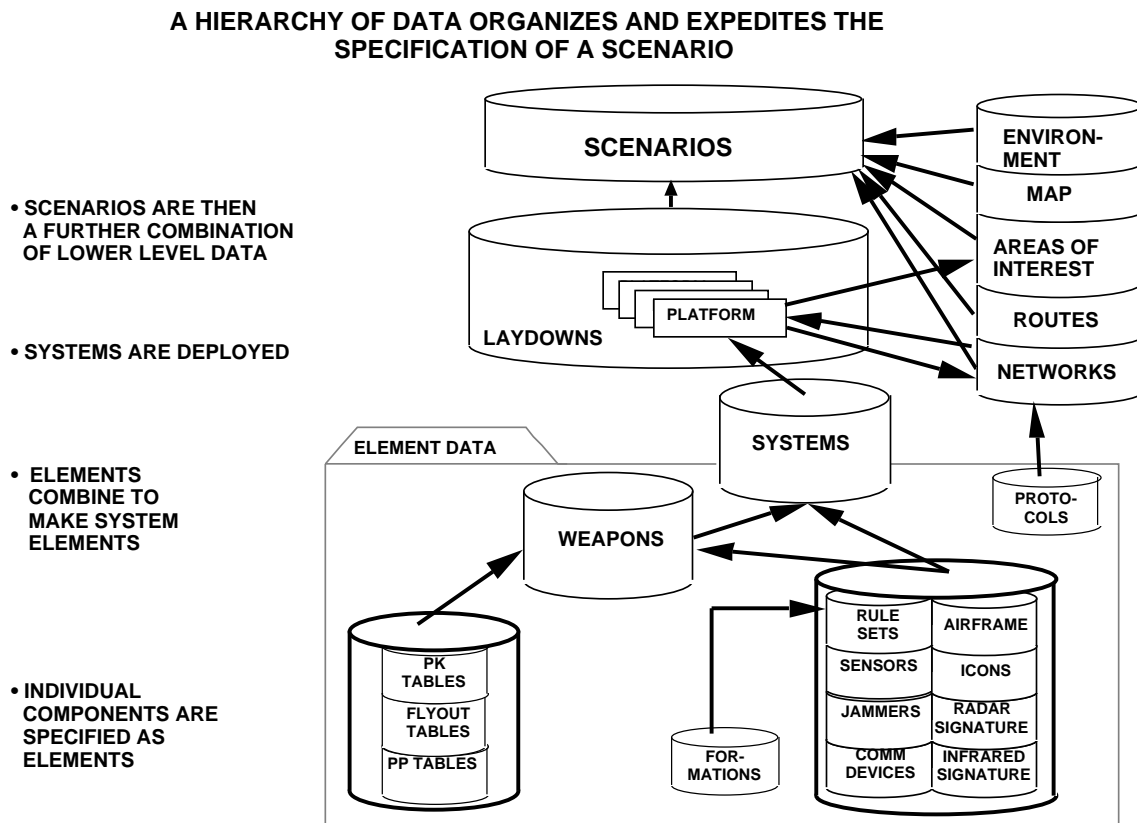 A HIERARCHY OF DATA ORGANIZES AND EXPEDITES THE
SPECIFICATION OF A SCENARIO
• SCENARIOS ARE THEN
A FURTHER COMBINATION
OF LOWER LEVEL DATA
• SYSTEMS ARE DEPLOYED
• ELEMENTS
COMBINE TO
MAKE SYSTEM
ELEMENTS
• INDIVIDUAL
COMPONENTS ARE
SPECIFIED AS
ELEMENTS
SCENARIOS
LAYDOWNS
PLATFORM
ENVIRON-
MENT
MAP
AREAS OF
INTEREST
ROUTES
NETWORKS
SYSTEMS
ELEMENT DATA
WEAPONS
PROTO-
COLS
PK
TABLES
FLYOUT
TABLES
PP TABLES
FOR-
MATIONS
RULE
SETS
SENSORS
JAMMERS
COMM
DEVICES
AIRFRAME
ICONS
RADAR
SIGNATURE
INFRARED
SIGNATURE